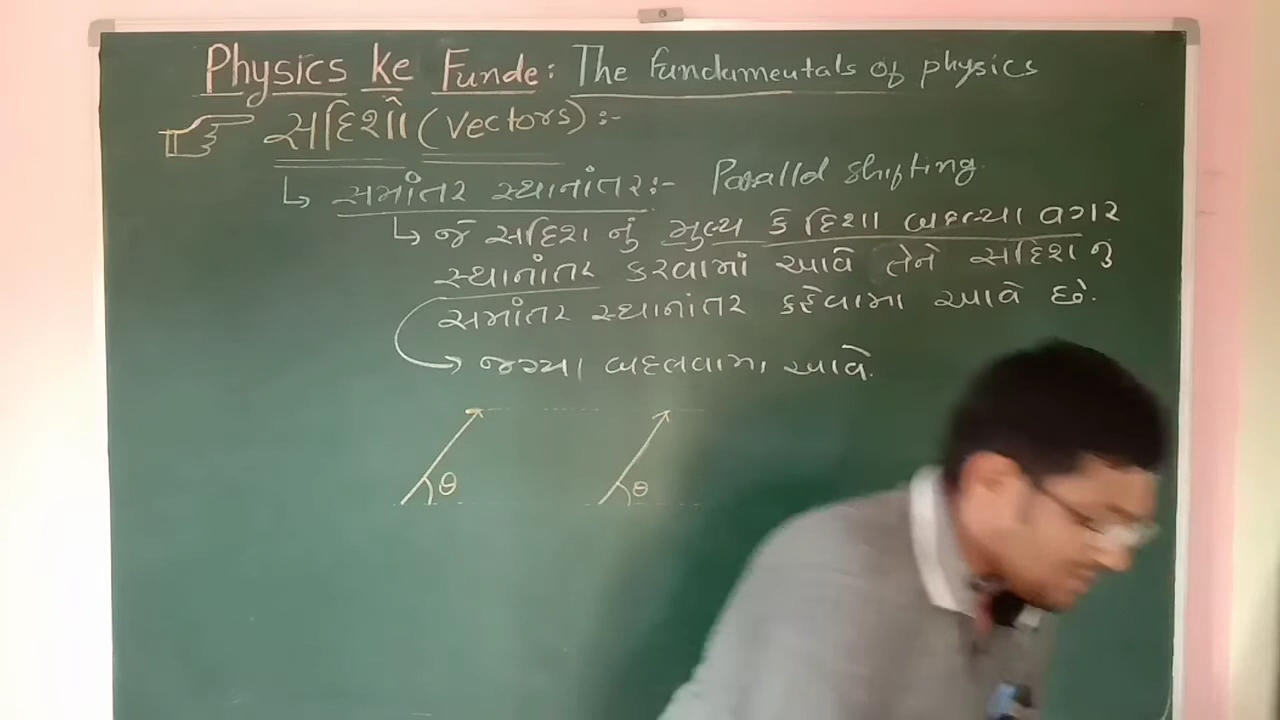 Physics ke Funde: The fundamentals of physics
સદિશો (vectors) :-
સમાંતર સ્થાનાંતર:- Parallel shifting.
જે સદિશ નું મુલ્ય કે દિશા બદલ્યા વગર
સ્થાનાંતર કરવામાં આવે તેને સદિશ નુ
સમાંતર સ્થાનાંતર કહેવામા આવે છે.
જગ્યા બદલવામા આવે.
θ θ